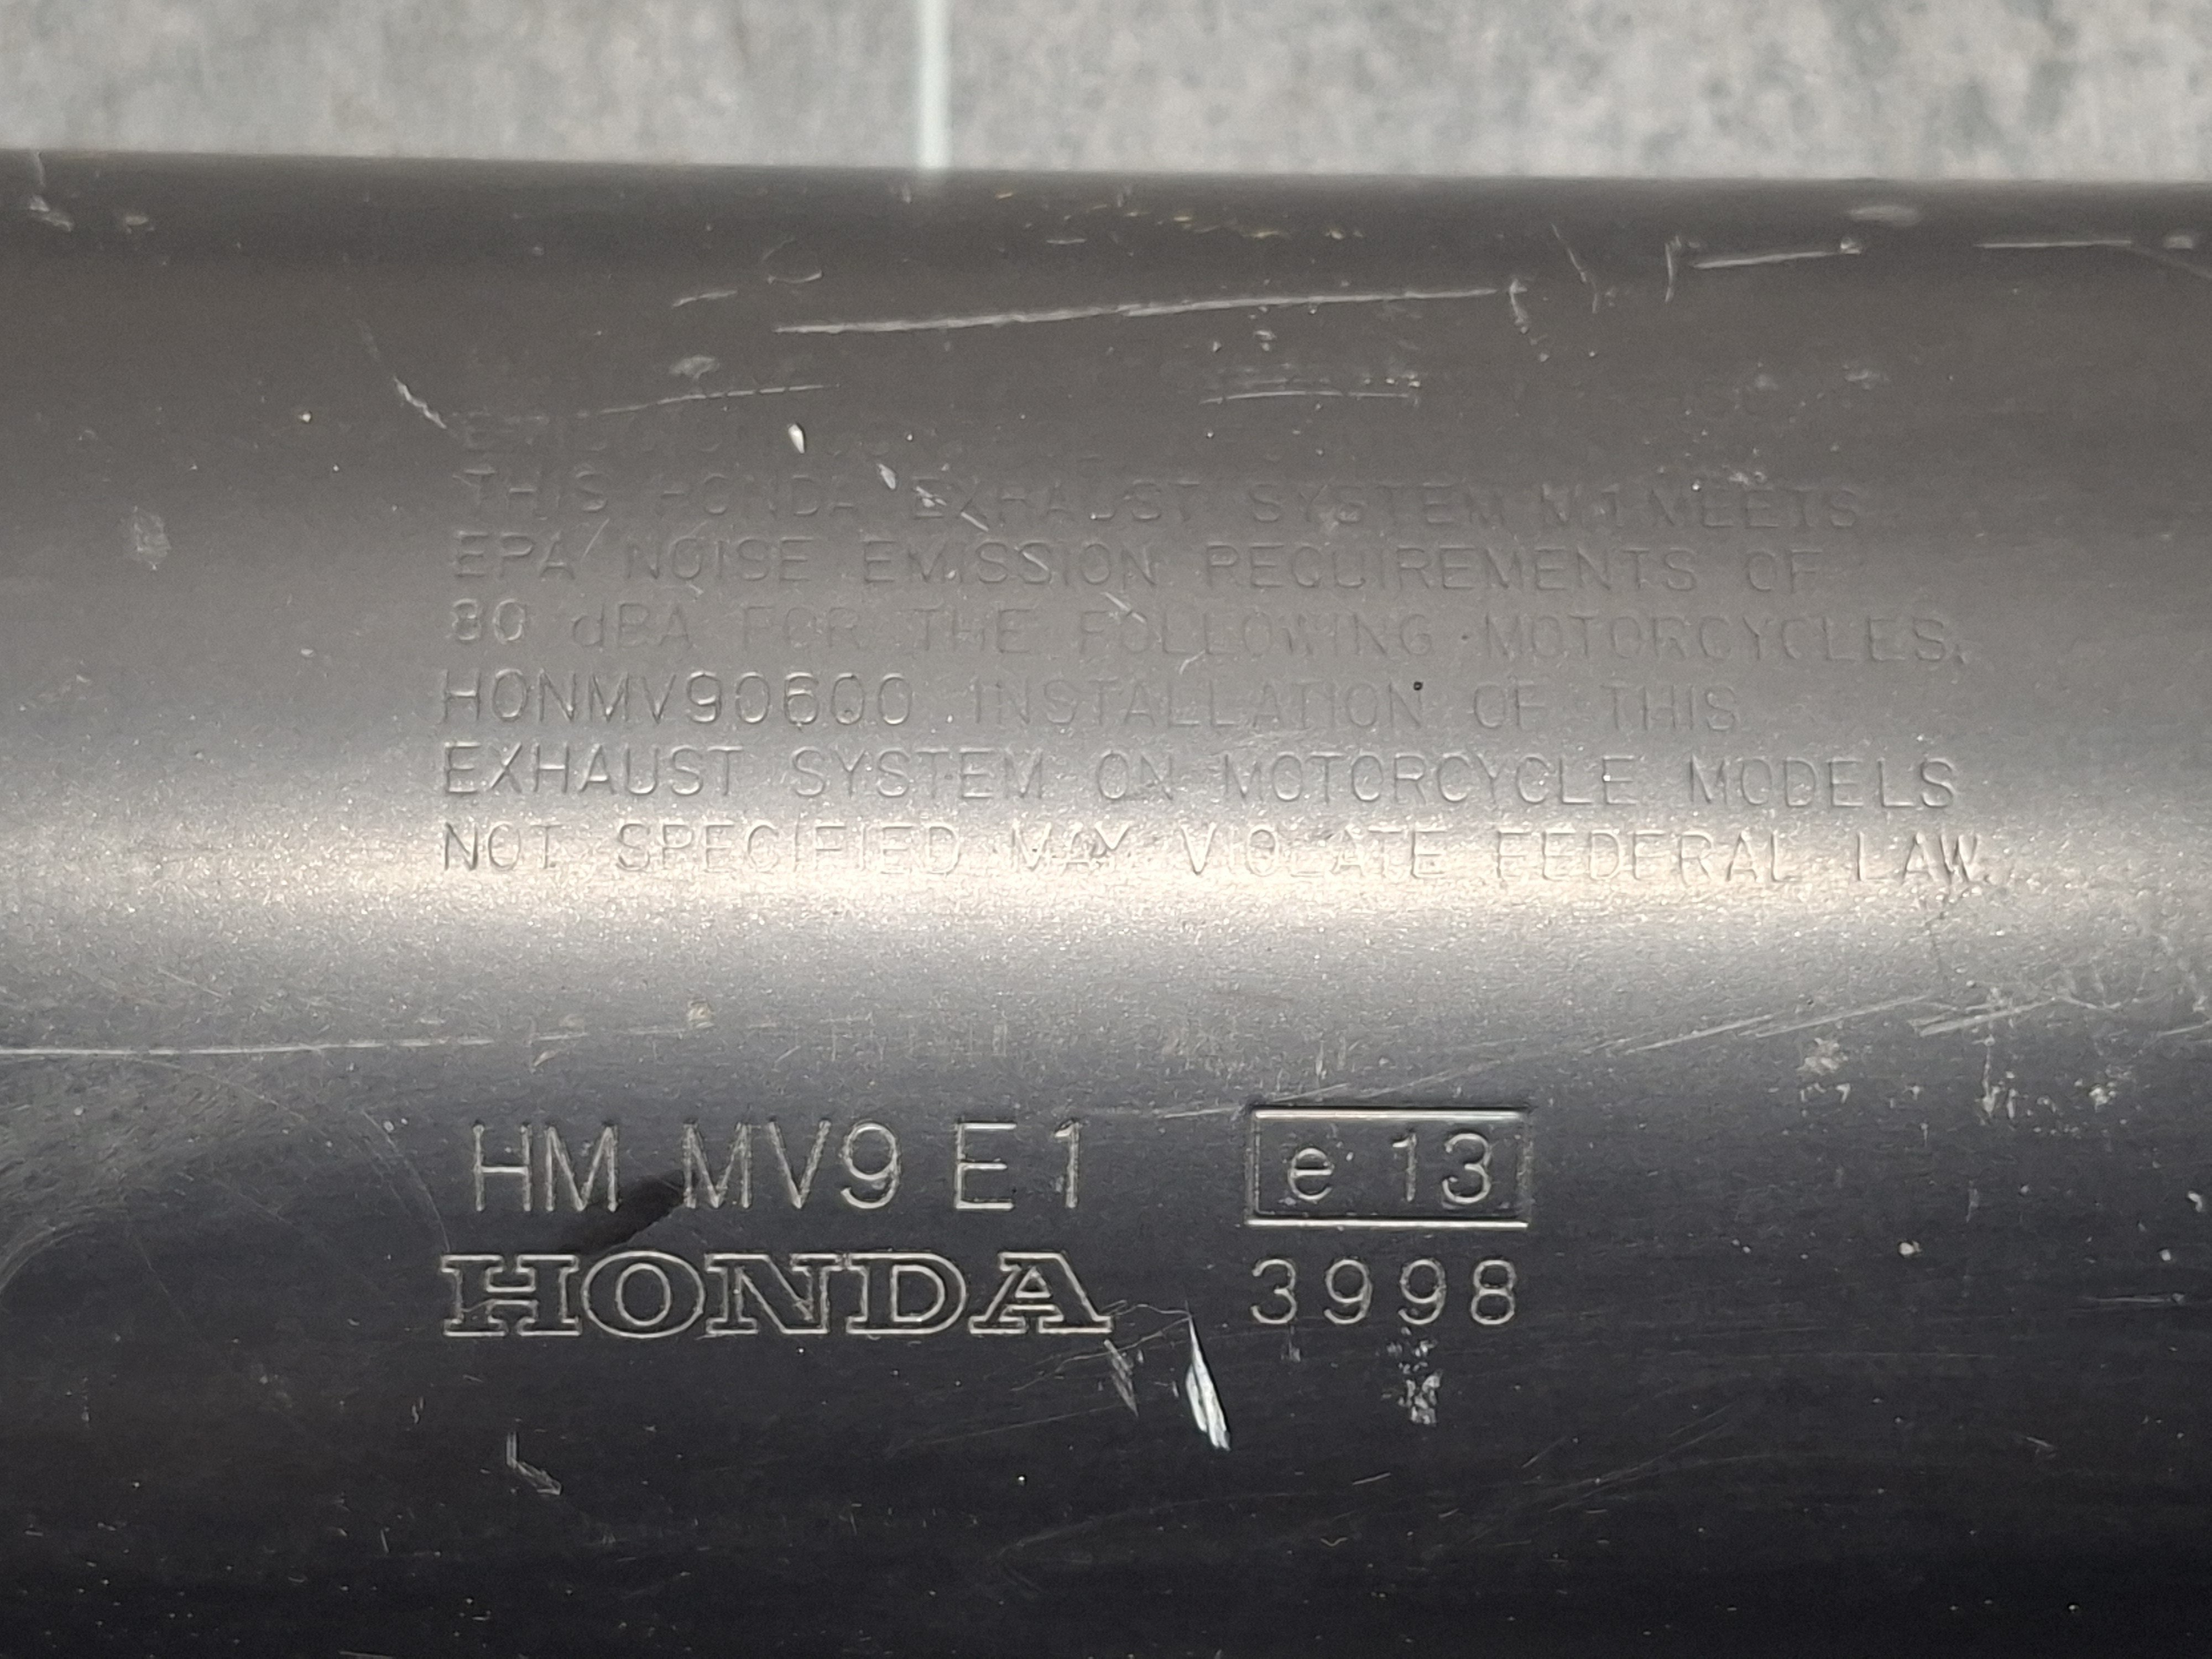 THIS HONDA EXHAUST SYSTEM MEETS
EPA NOISE EMISSION REQUIREMENTS OF
80 dBA FOR THE FOLLOWING MOTORCYCLES.
HONMV90600 INSTALLATION OF THIS
EXHAUST SYSTEM ON MOTORCYCLE MODELS
NOT SPECIFIED MAY VIOLATE FEDERAL LAW.
HM MV9 E1
e 13
HONDA
3998